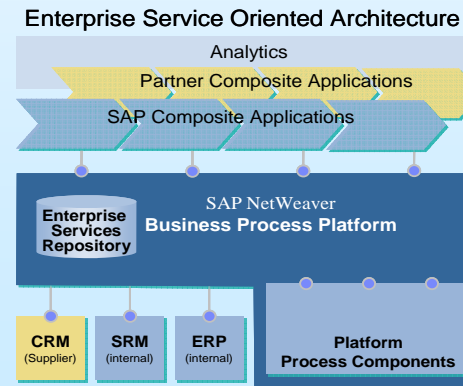 Enterprise Service Oriented Architecture
Analytics
Partner Composite Applications
SAP Composite Applications
SAP NetWeaver
Business Process Platform
Enterprise
Services
Repository
CRM
(Supplier)
SRM
(internal)
ERP
(internal)
Platform
Process Components